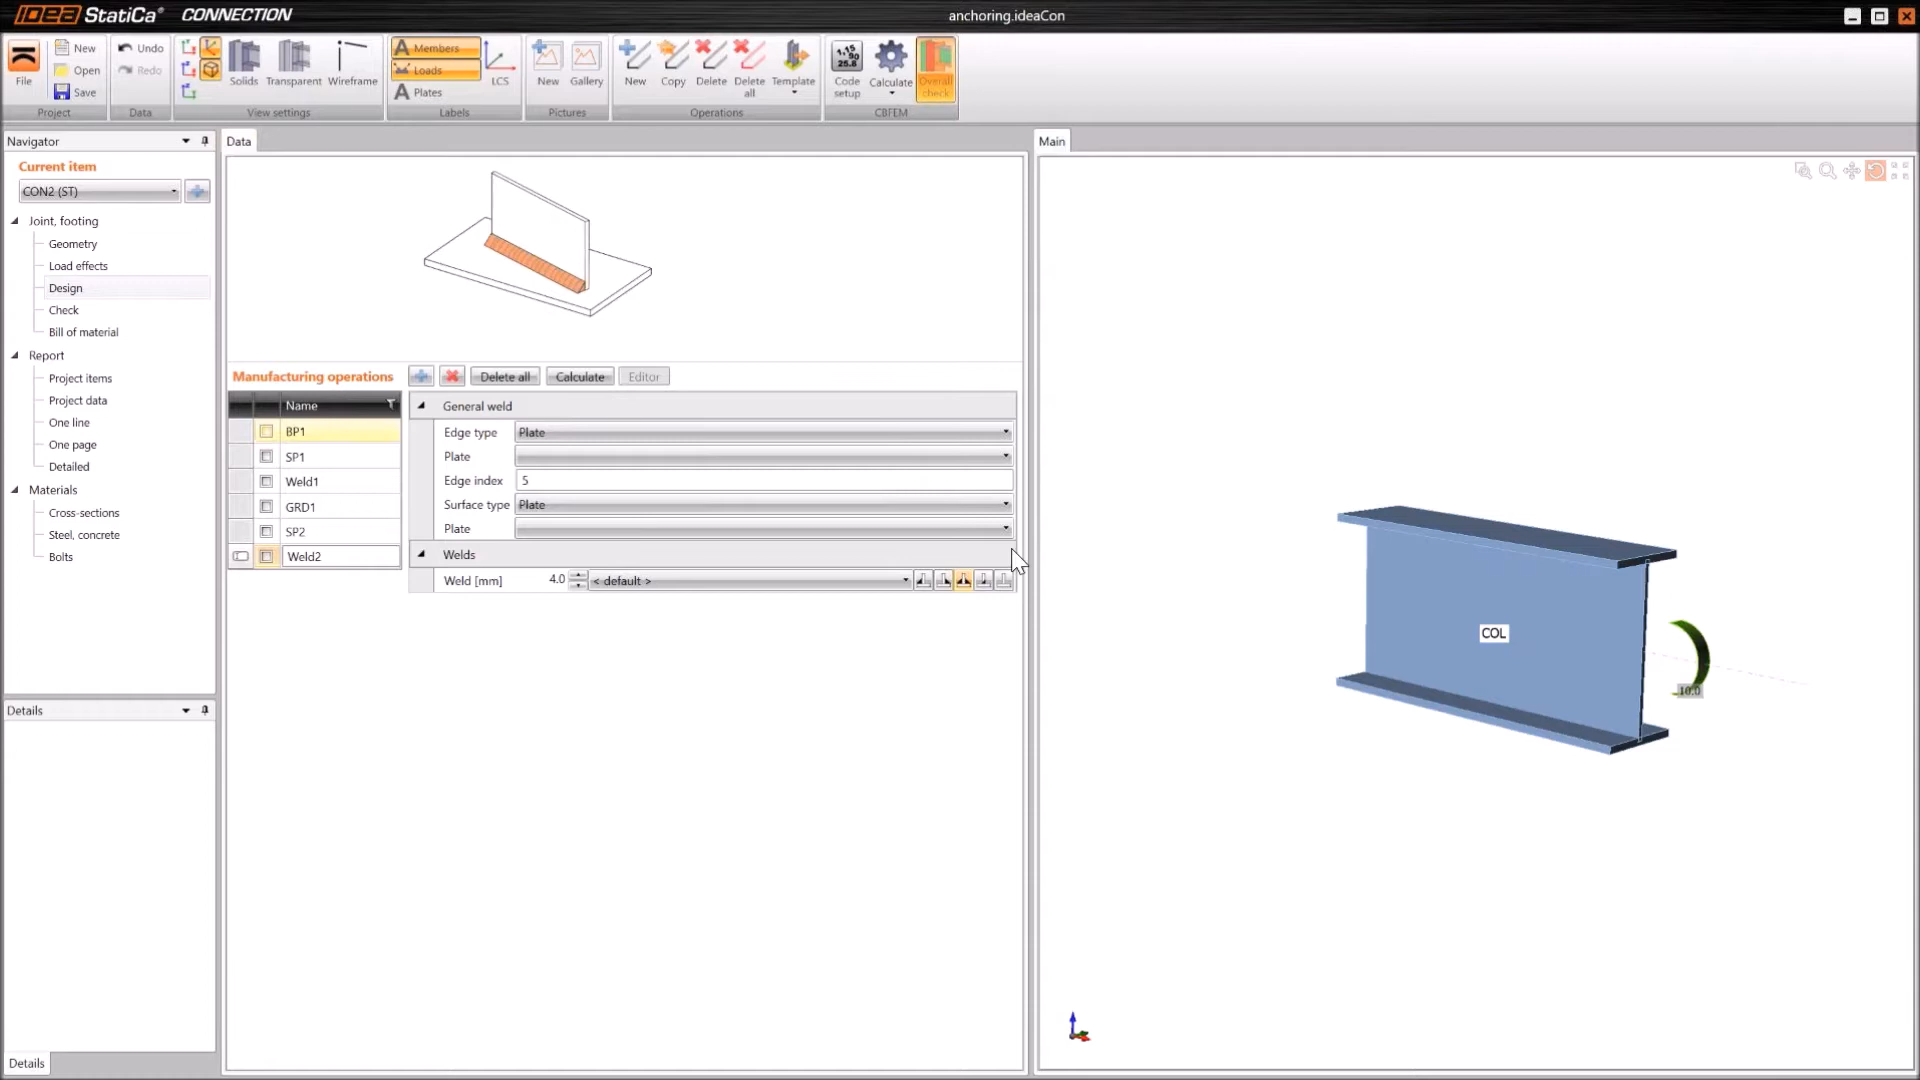 IDEA StatiCa® CONNECTION
anchoring.ideaCon
File
New
Open
Save
Undo
Redo
Solids
Transparent
Wireframe
Members
Loads
Plates
LCS
New
Gallery
New
Copy
Delete
Delete all
Template
Code setup
Calculate
Overall check
Project
Data
View settings
Labels
Pictures
Operations
CBFEM
Navigator
Current item
CON2 (ST)
Joint, footing
Geometry
Load effects
Design
Check
Bill of material
Report
Project items
Project data
One line
One page
Detailed
Materials
Cross-sections
Steel, concrete
Bolts
Details
Details
Data
Manufacturing operations
Delete all
Calculate
Editor
Name
BP1
SP1
Weld1
GRD1
SP2
Weld2
General weld
Edge type Plate
Plate
Edge index 5
Surface type Plate
Plate
Welds
Weld [mm] 4.0 < default >
Main
COL
10.0